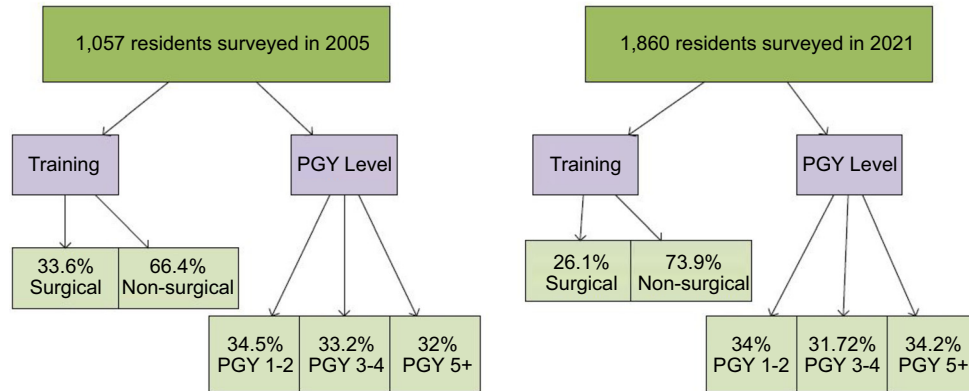 1,057 residents surveyed in 2005
Training
PGY Level
33.6%
Surgical
66.4%
Non-surgical
34.5%
PGY 1-2
33.2%
PGY 3-4
32%
PGY 5+
1,860 residents surveyed in 2021
Training
PGY Level
26.1%
Surgical
73.9%
Non-surgical
34%
PGY 1-2
31.72%
PGY 3-4
34.2%
PGY 5+